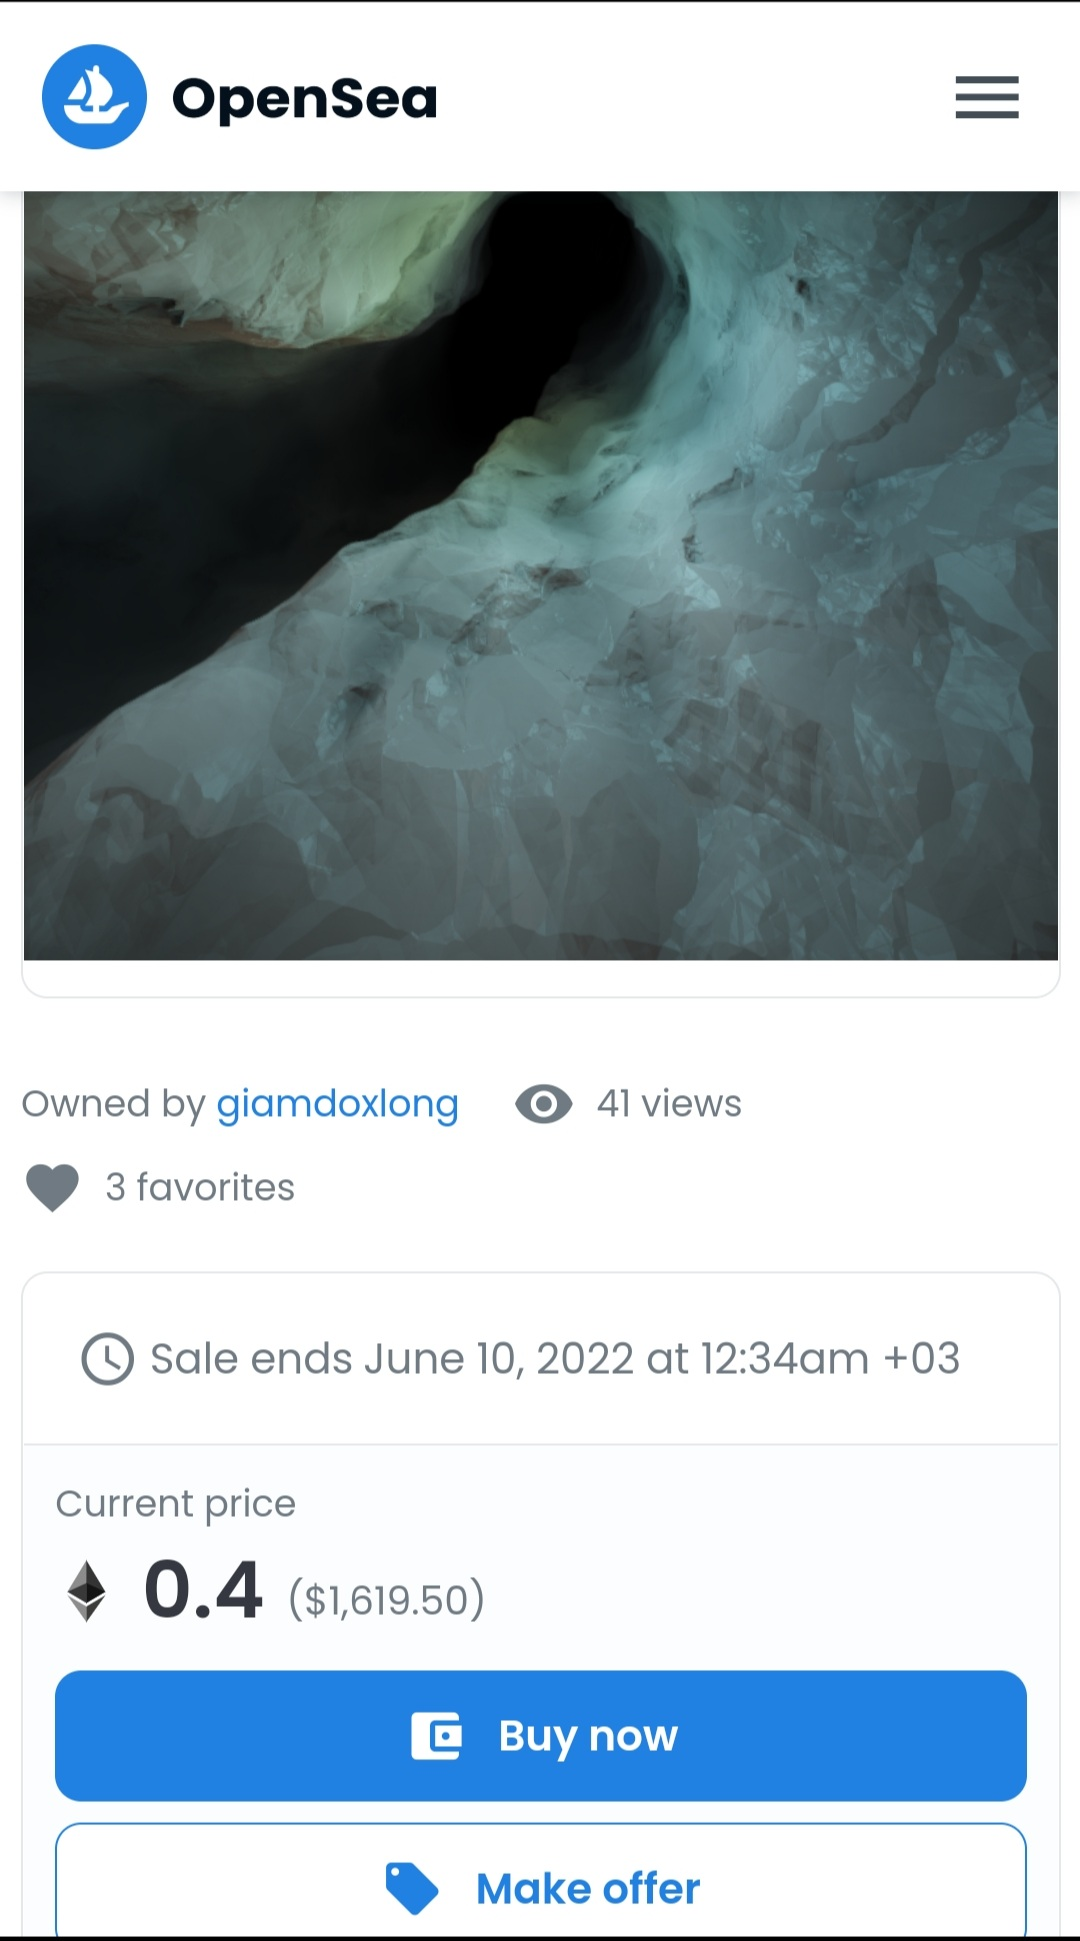 OpenSea
Owned by giamdoxlong 41 views
3 favorites
Sale ends June 10, 2022 at 12:34am +03
Current price
0.4 ($1,619.50)
Buy now
Make offer